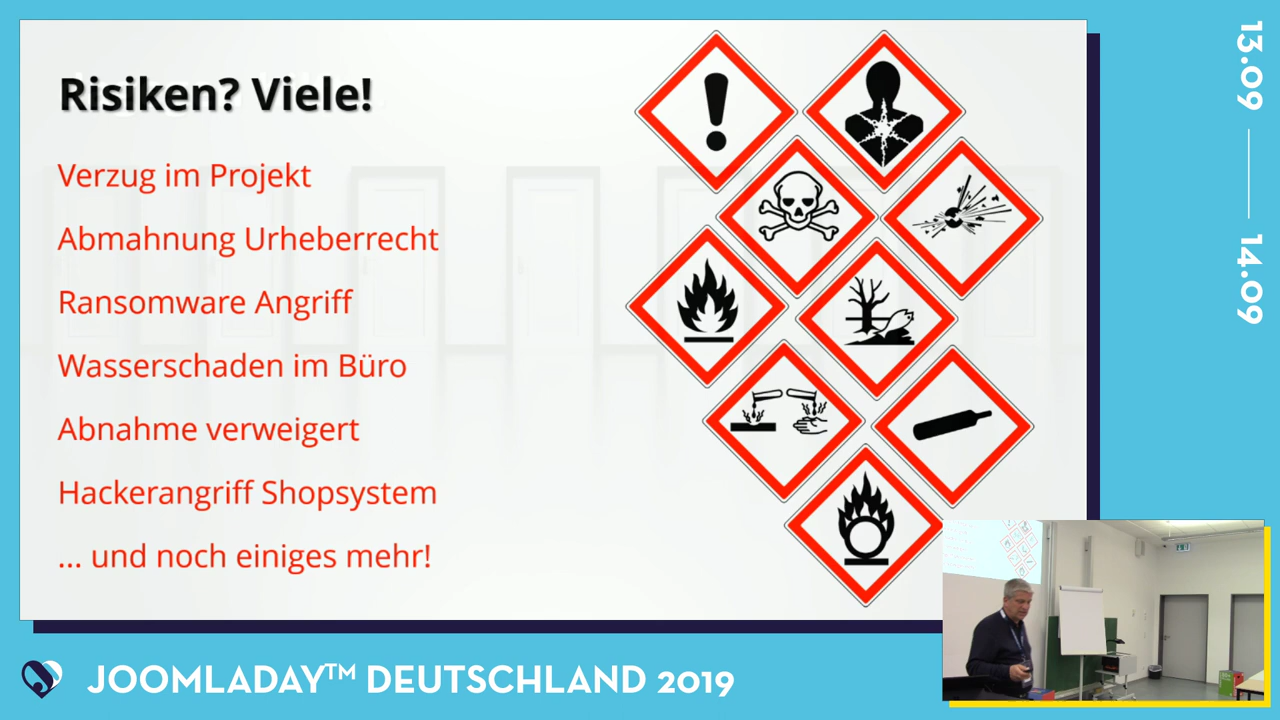 Risiken? Viele!
Verzug im Projekt
Abmahnung Urheberrecht
Ransomware Angriff
Wasserschaden im Büro
Abnahme verweigert
Hackerangriff Shopsystem
... und noch einiges mehr!
13.09
14.09
JOOMLADAY™ DEUTSCHLAND 2019